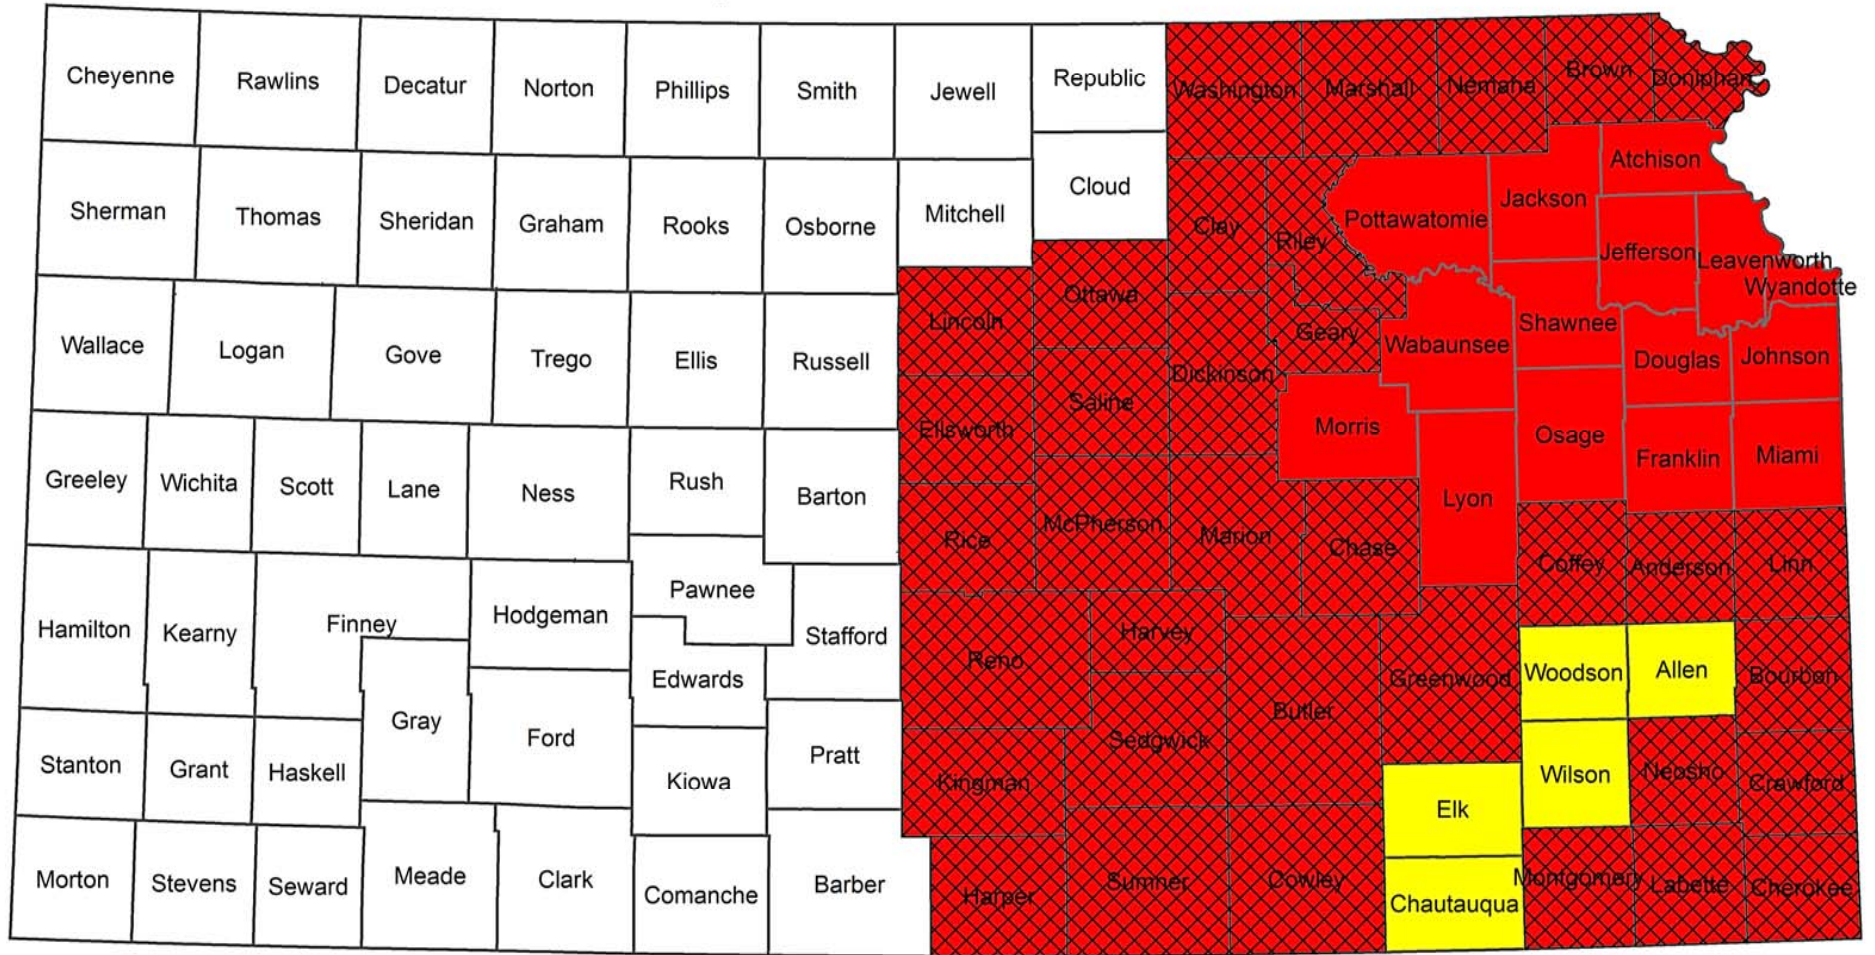 Cheyenne
Rawlins
Decatur
Norton
Phillips
Smith
Jewell
Republic
Washington
Marshall
Nemaha
Brown
Doniphan
Sherman
Thomas
Sheridan
Graham
Rooks
Osborne
Mitchell
Cloud
Clay
Riley
Pottawatomie
Jackson
Atchison
Jefferson
Leavenworth
Wyandotte
Wallace
Logan
Gove
Trego
Ellis
Russell
Lincoln
Ottawa
Saline
Dickinson
Geary
Wabaunsee
Shawnee
Douglas
Johnson
Greeley
Wichita
Scott
Lane
Ness
Rush
Barton
Ellsworth
Morris
Osage
Franklin
Miami
Rice
McPherson
Marion
Chase
Lyon
Coffey
Anderson
Linn
Hamilton
Kearny
Finney
Hodgeman
Pawnee
Stafford
Edwards
Reno
Harvey
Greenwood
Woodson
Allen
Bourbon
Stanton
Grant
Haskell
Gray
Ford
Kiowa
Pratt
Kingman
Sedgwick
Butler
Elk
Wilson
Neosho
Crawford
Morton
Stevens
Seward
Meade
Clark
Comanche
Barber
Harper
Sumner
Cowley
Chautauqua
Montgomery
Labette
Cherokee